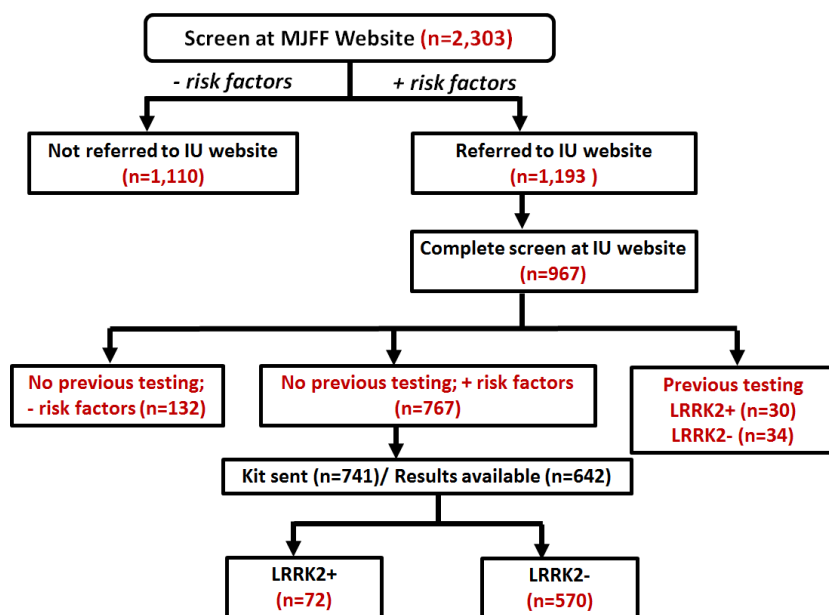 Screen at MJFF Website (n=2,303)
- risk factors
+ risk factors
Not referred to IU website
(n=1,110)
Referred to IU website
(n=1,193 )
Complete screen at IU website
(n=967)
No previous testing;
- risk factors (n=132)
No previous testing; + risk factors
(n=767)
Previous testing
LRRK2+ (n=30)
LRRK2- (n=34)
Kit sent (n=741)/ Results available (n=642)
LRRK2+
(n=72)
LRRK2-
(n=570)